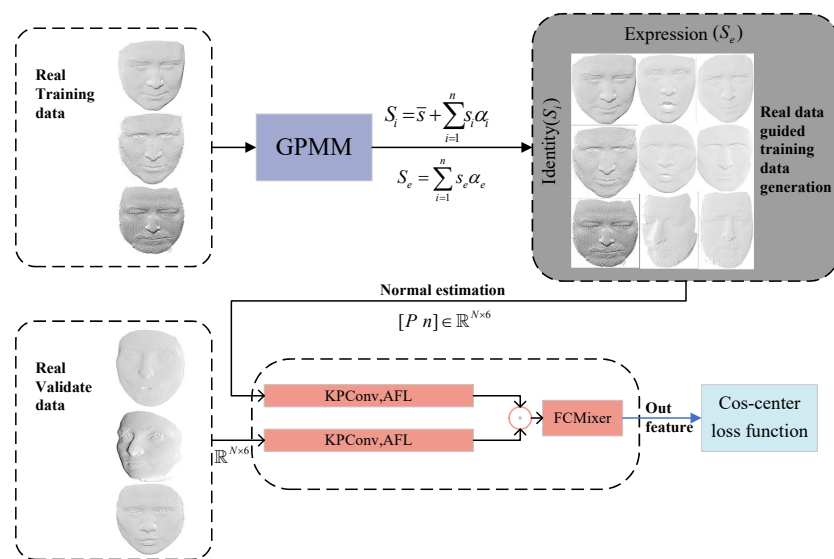 Real
Training
data
GPMM
S_i = s̄ + ∑_{i=1}^{n} s_i α_i
S_e = ∑_{i=1}^{n} s_e α_e
Expression (S_e)
Identity(S_i)
Real data
guided
training
data
generation
Normal estimation
[P n] ∈ ℝ^{N×6}
Real
Validate
data
ℝ^{N×6}
KPConv,AFL
KPConv,AFL
FCMixer
Out
feature
Cos-center
loss function